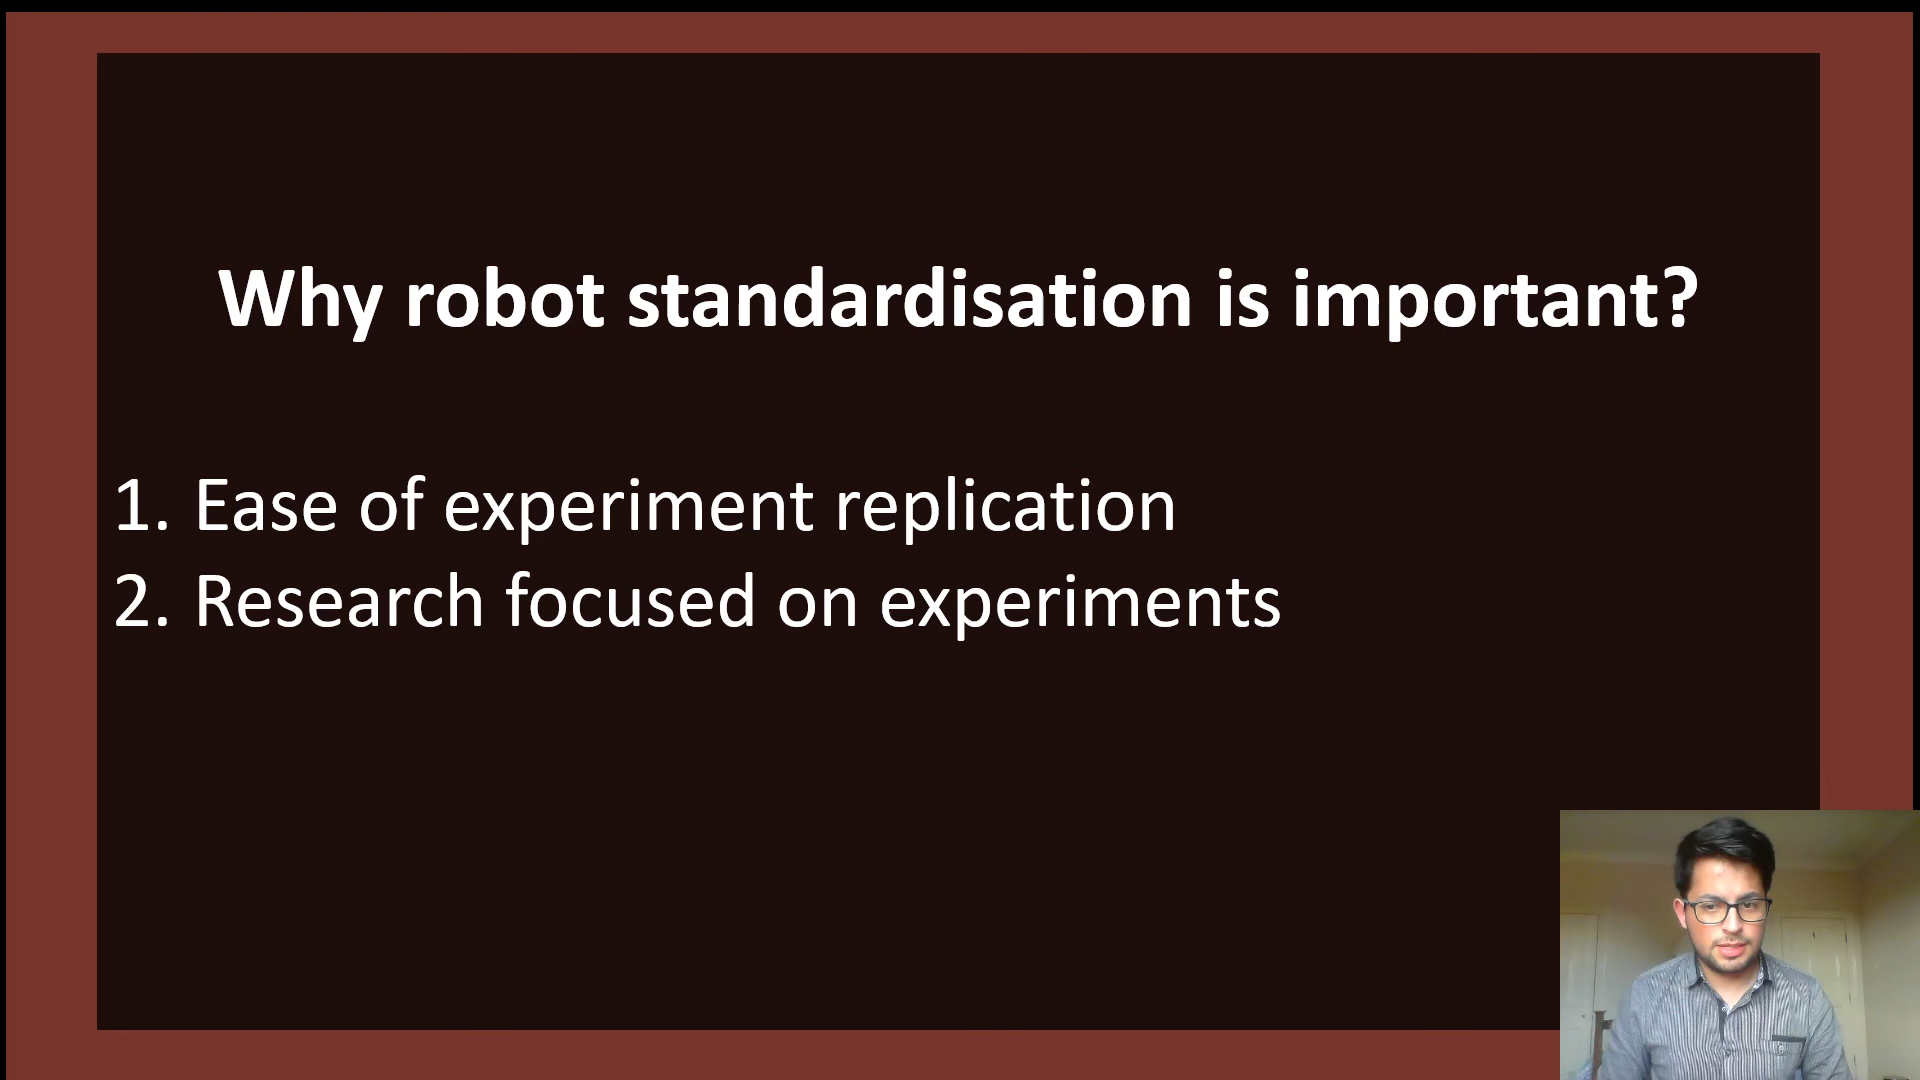 Why robot standardisation is important?
1. Ease of experiment replication
2. Research focused on experiments